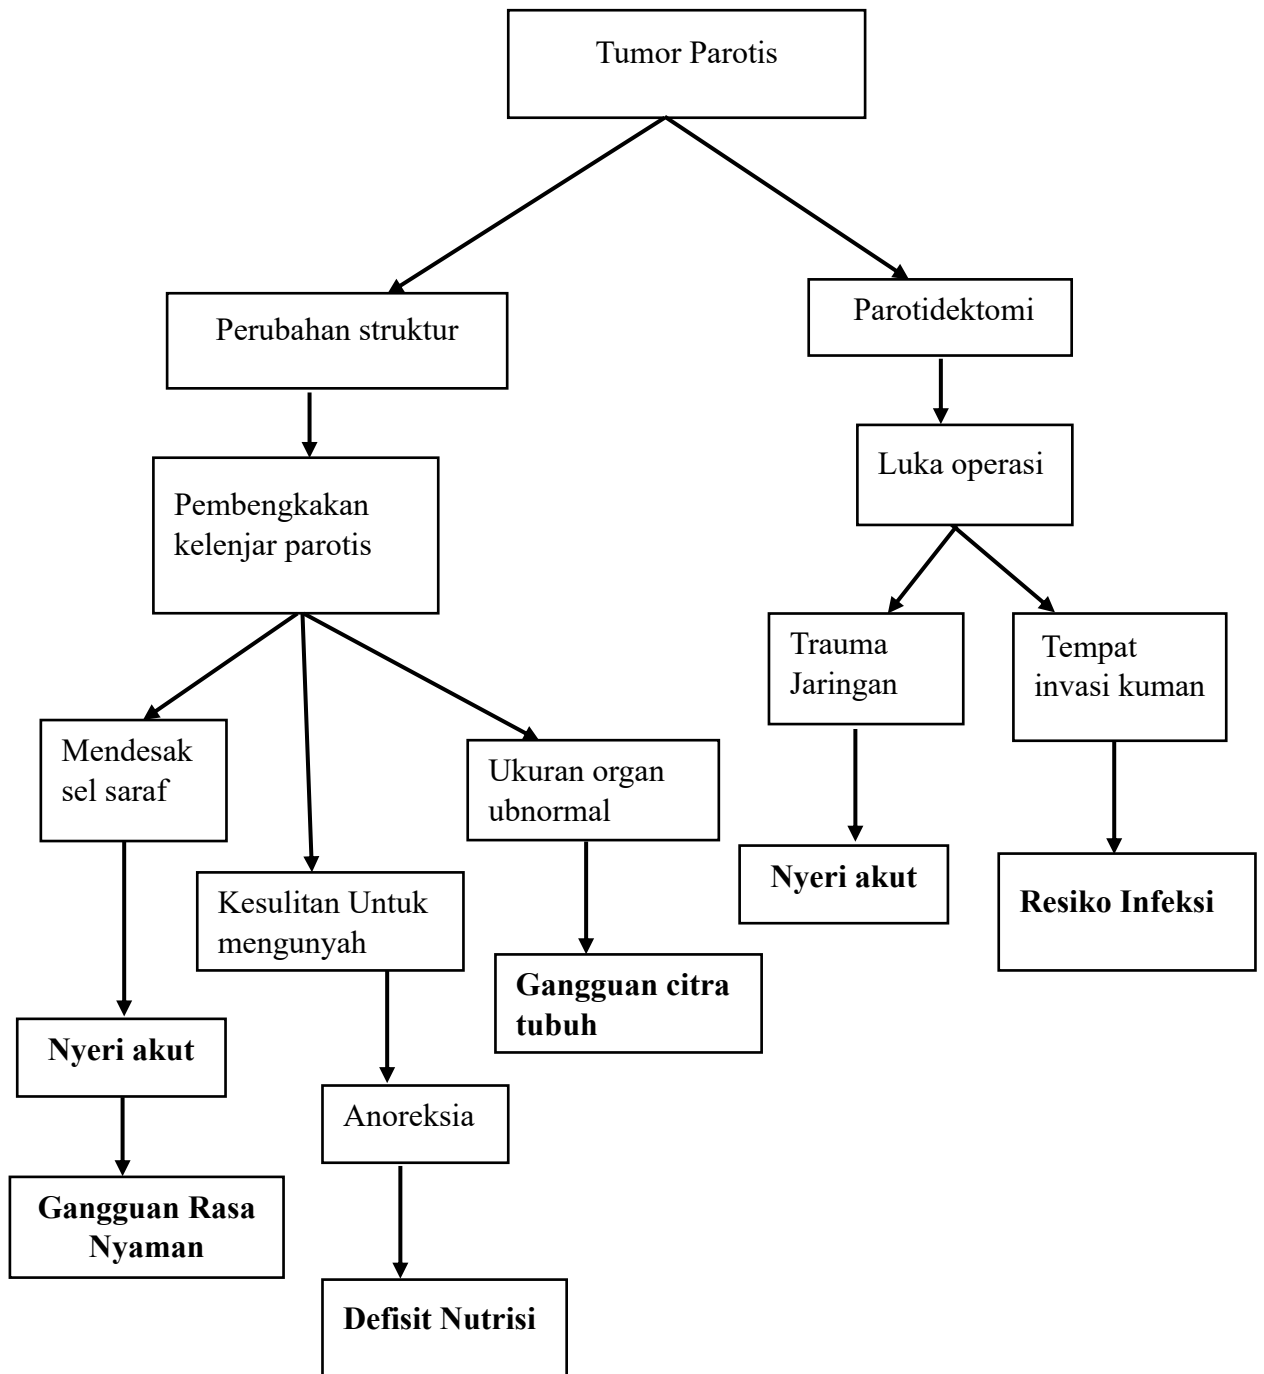 Tumor Parotis
Perubahan struktur
Parotidektomi
Pembengkakan
kelenjar parotis
Luka operasi
Trauma
Jaringan
Tempat
invasi kuman
Mendesak
sel saraf
Ukuran organ
ubnormal
Kesulitan Untuk
mengunyah
Nyeri akut
Resiko Infeksi
Gangguan citra
tubuh
Nyeri akut
Anoreksia
Gangguan Rasa
Nyaman
Defisit Nutrisi